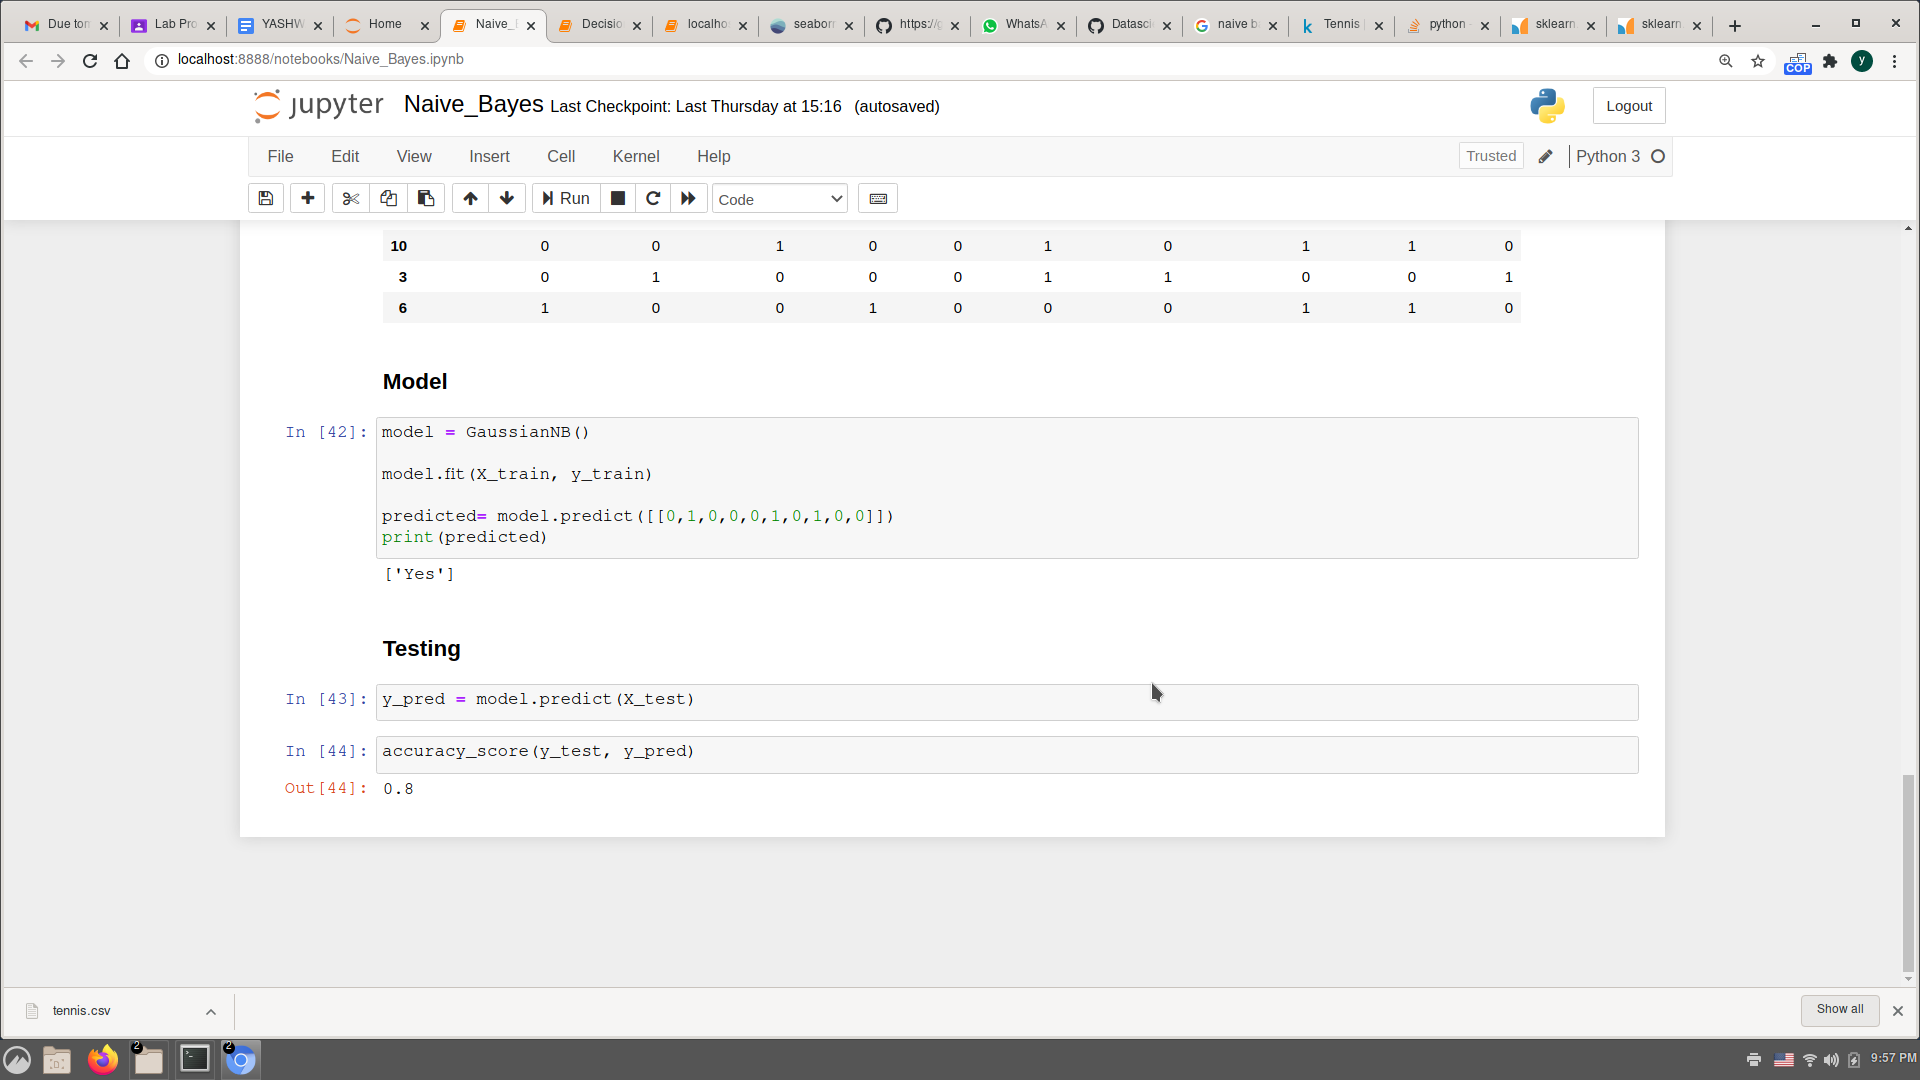 Due tom
Lab Pro
YASHW
Home
Naive_
Decisio
localho
seaborn
https://g
WhatsA
Datasci
naive b
Tennis
python
sklearn
sklearn
localhost:8888/notebooks/Naive_Bayes.ipynb
COP
y
jupyter Naive_Bayes Last Checkpoint: Last Thursday at 15:16 (autosaved)
Logout
File Edit View Insert Cell Kernel Help
Trusted
Python 3
Run
Code
10 0 0 1 0 0 1 0 1 1 0
3 0 1 0 0 0 1 1 0 0 1
6 1 0 0 1 0 0 0 1 1 0
Model
In [42]: model = GaussianNB()
model.fit(X_train, y_train)
predicted= model.predict([[0,1,0,0,0,1,0,1,0,0]])
print(predicted)
['Yes']
Testing
In [43]: y_pred = model.predict(X_test)
In [44]: accuracy_score(y_test, y_pred)
Out[44]: 0.8
tennis.csv
Show all
2
2
9:57 PM